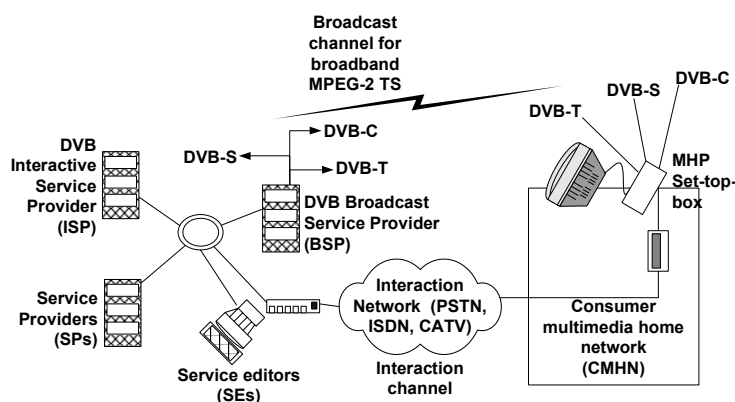 Broadcast
channel for
broadband
MPEG-2 TS
DVB-C
DVB-S
DVB-T
DVB
Interactive
Service
Provider
(ISP)
DVB Broadcast
Service Provider
(BSP)
Service
Providers
(SPs)
Service editors
(SEs)
Interaction
Network (PSTN,
ISDN, CATV)
Interaction
channel
DVB-C
DVB-S
DVB-T
MHP
Set-top-
box
Consumer
multimedia home
network
(CMHN)